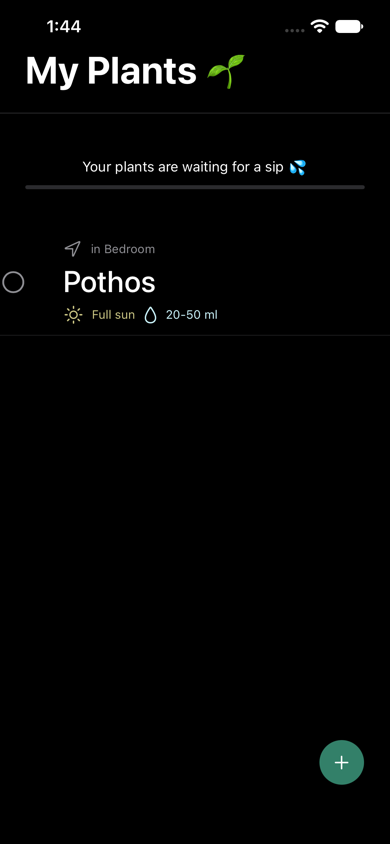 1:44
My Plants 🌱
Your plants are waiting for a sip 💦
in Bedroom
Pothos
Full sun 20-50 ml